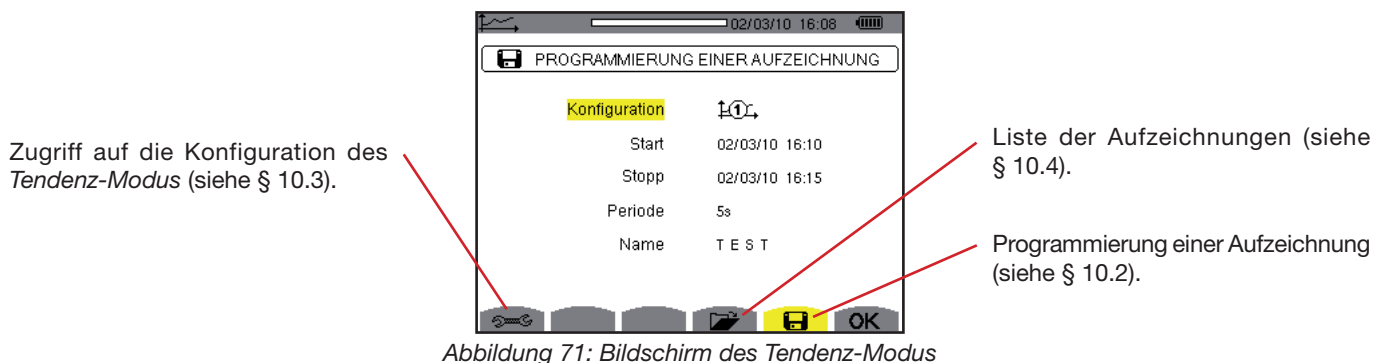 02/03/10 16:08
PROGRAMMIERUNG EINER AUFZEICHNUNG
Konfiguration 1
Start 02/03/10 16:10
Stopp 02/03/10 16:15
Periode 5s
Name TEST
OK
Zugriff auf die Konfiguration des
Tendenz-Modus (siehe § 10.3).
Liste der Aufzeichnungen (siehe
§ 10.4).
Programmierung einer Aufzeichnung
(siehe § 10.2).
Abbildung 71: Bildschirm des Tendenz-Modus